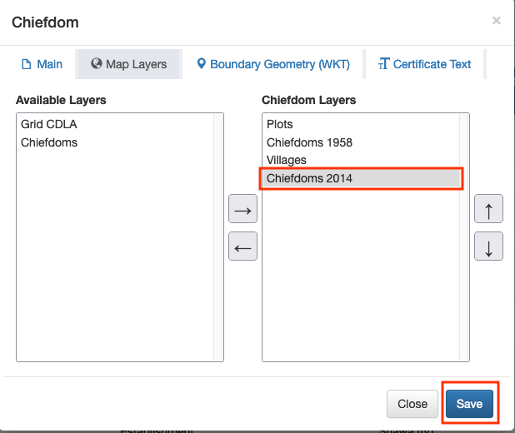 Chiefdom
×
Main
Map Layers
Boundary Geometry (WKT)
Certificate Text
Available Layers
Grid CDLA
Chiefdoms
→
←
Chiefdom Layers
Plots
Chiefdoms 1958
Villages
Chiefdoms 2014
↑
↓
Close
Save